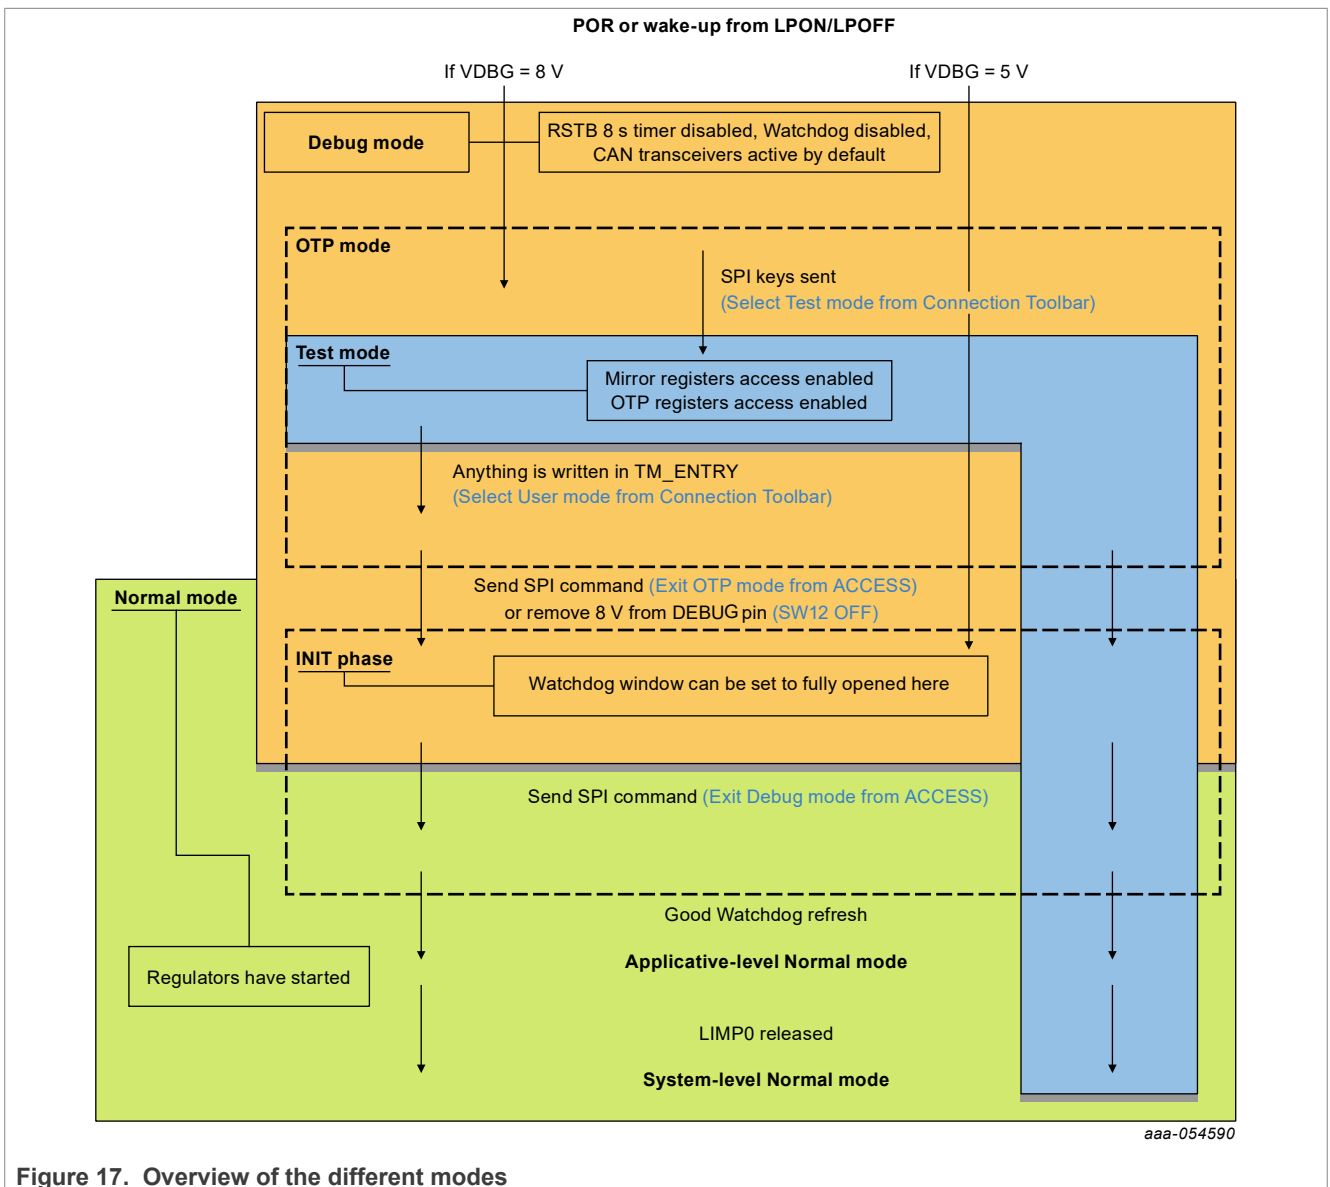 POR or wake-up from LPON/LPOFF
If VDBG = 8 V
If VDBG = 5 V
Debug mode
RSTB 8 s timer disabled, Watchdog disabled,
CAN transceivers active by default
OTP mode
SPI keys sent
(Select Test mode from Connection Toolbar)
Test mode
Mirror registers access enabled
OTP registers access enabled
Anything is written in TM_ENTRY
(Select User mode from Connection Toolbar)
Send SPI command (Exit OTP mode from ACCESS)
or remove 8 V from DEBUG pin (SW12 OFF)
Normal mode
INIT phase
Watchdog window can be set to fully opened here
Send SPI command (Exit Debug mode from ACCESS)
Good Watchdog refresh
Applicative-level Normal mode
Regulators have started
LIMP0 released
System-level Normal mode
aaa-054590
Figure 17. Overview of the different modes